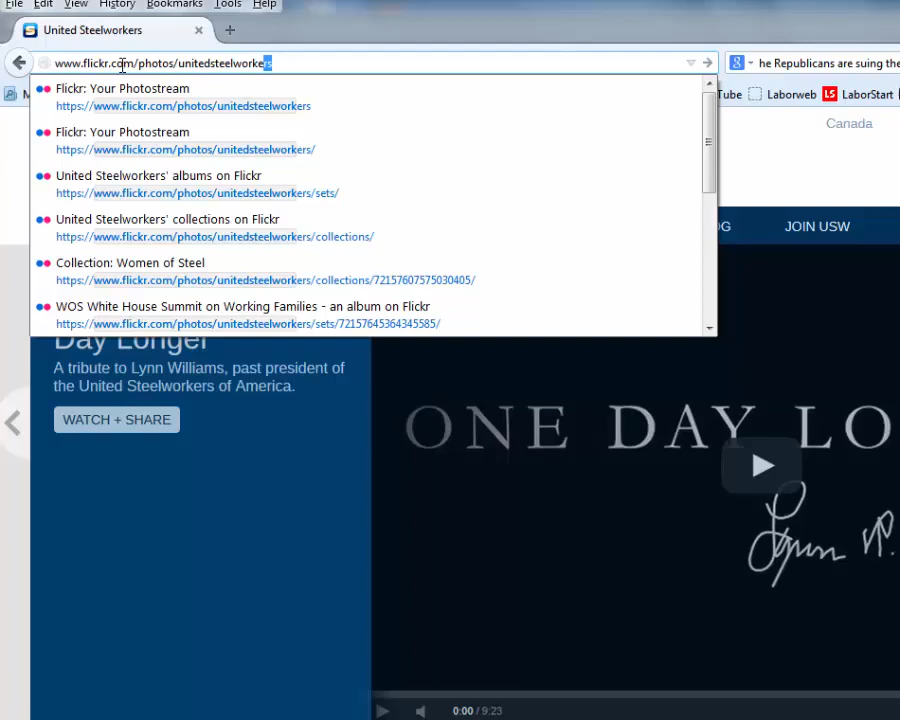 File Edit View History Bookmarks Tools Help
United Steelworkers
www.flickr.com/photos/unitedsteelworkers
he Republicans are suing the
Flickr: Your Photostream
https://www.flickr.com/photos/unitedsteelworkers
Tube Laborweb LS LaborStart
Flickr: Your Photostream
https://www.flickr.com/photos/unitedsteelworkers/
Canada
United Steelworkers' albums on Flickr
https://www.flickr.com/photos/unitedsteelworkers/sets/
United Steelworkers' collections on Flickr
https://www.flickr.com/photos/unitedsteelworkers/collections/
OG JOIN USW
Collection: Women of Steel
https://www.flickr.com/photos/unitedsteelworkers/collections/72157607575030405/
WOS White House Summit on Working Families - an album on Flickr
https://www.flickr.com/photos/unitedsteelworkers/sets/72157645364345585/
Day Longer
A tribute to Lynn Williams, past president of
the United Steelworkers of America.
WATCH + SHARE
ONE DAY LO
0:00 / 9:23